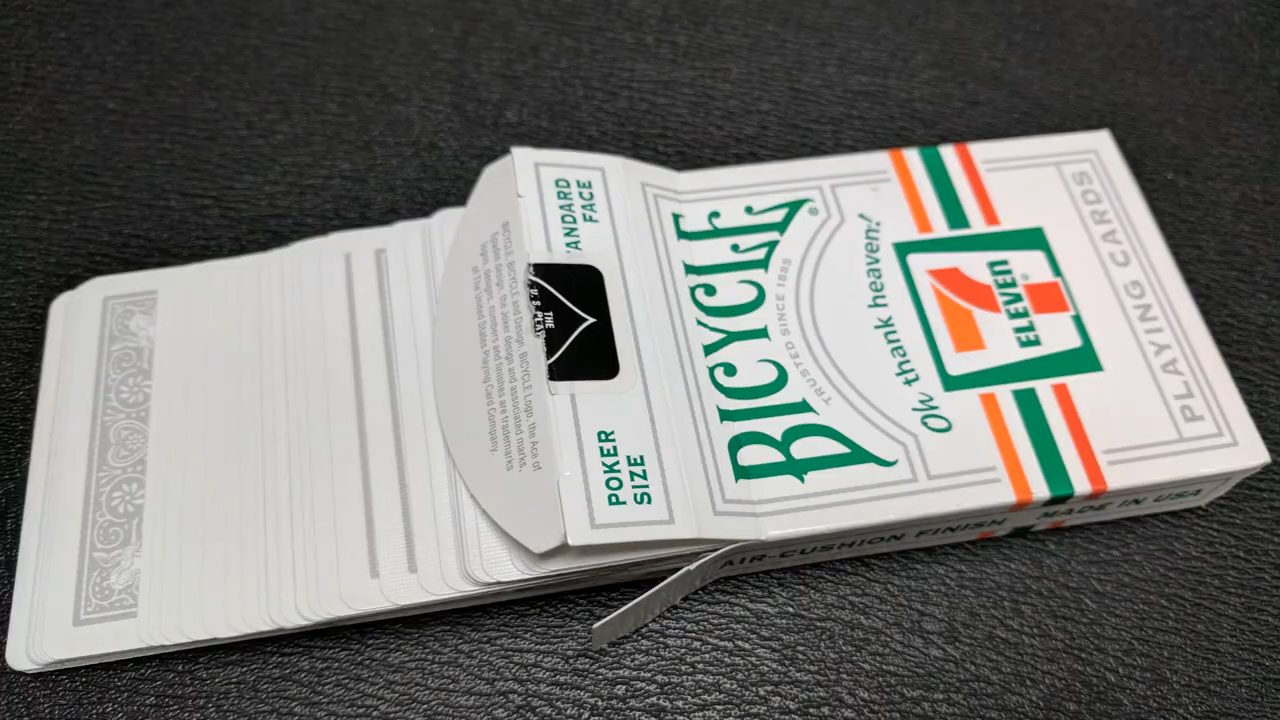 BICYCLE®
TRUSTED SINCE 1885
Oh thank heaven!
7
ELEVEN®
PLAYING CARDS
STANDARD
FACE
POKER
SIZE
THE
U. S. PLAY
BICYCLE, BICYCLE and Design, BICYCLE Logo, the Ace of
Spades design, the Joker design and associated marks,
logos, designs, numbers and finishes are trademarks
of The United States Playing Card Company.
AIR-CUSHION FINISH
MADE IN USA